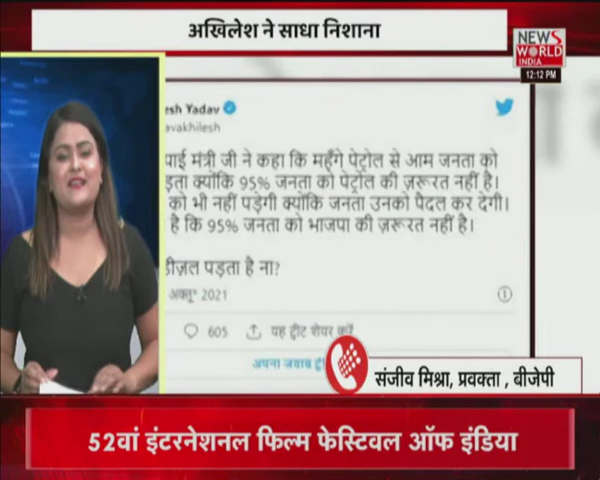 अखिलेश ने साधा निशाना
NEWS
WORLD
INDIA
12:12 PM
esh Yadav
avakhilesh
पाई मंत्री जी ने कहा कि महँगे पेट्रोल से आम जनता को
ड़ता क्योंकि 95% जनता को पेट्रोल की ज़रूरत नहीं है।
को भी नहीं पड़ेगी क्योंकि जनता उनको पैदल कर देगी।
है कि 95% जनता को भाजपा की ज़रूरत नहीं है।
डीज़ल पड़ता है ना?
अक्तू॰ 2021
605 यह ट्वीट शेयर करें
अपना जवाब
संजीव मिश्रा, प्रवक्ता , बीजेपी
52वां इंटरनेशनल फिल्म फेस्टिवल ऑफ इंडिया